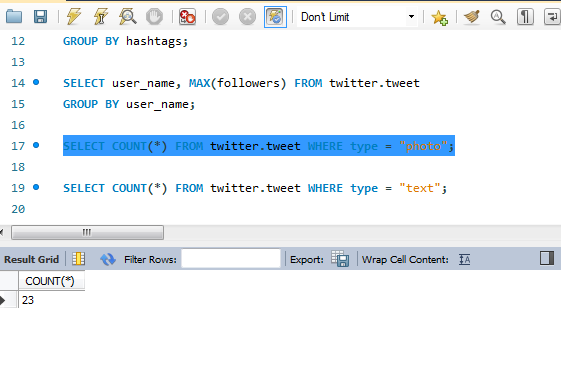 Don't Limit
12 GROUP BY hashtags;
13
14 SELECT user_name, MAX(followers) FROM twitter.tweet
15 GROUP BY user_name;
16
17 SELECT COUNT(*) FROM twitter.tweet WHERE type = "photo";
18
19 SELECT COUNT(*) FROM twitter.tweet WHERE type = "text";
20
Result Grid Filter Rows: Export: Wrap Cell Content:
COUNT(*)
23